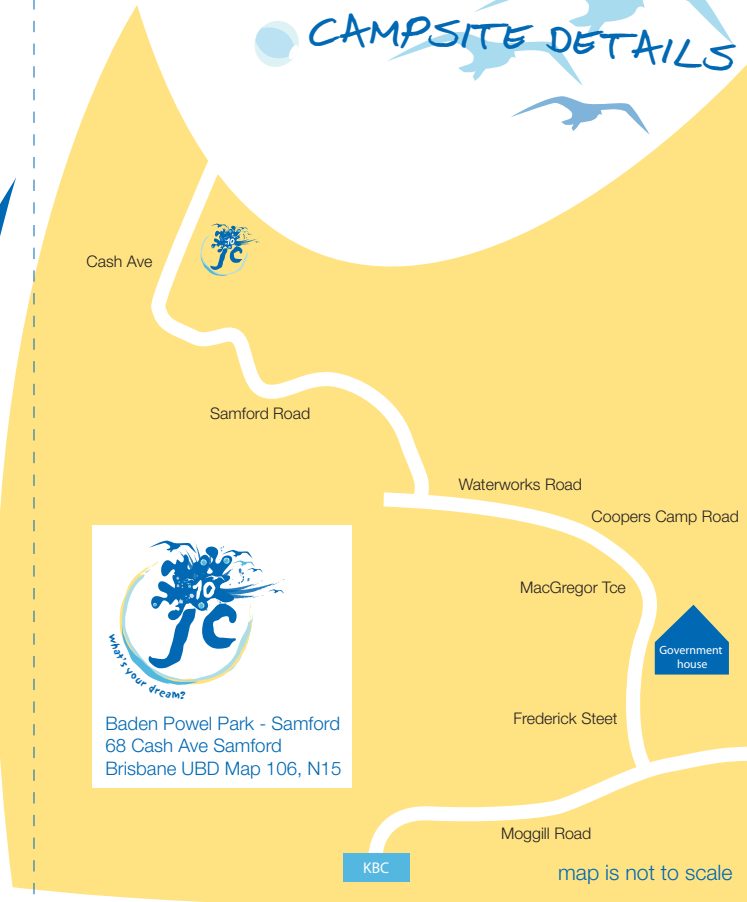 CAMPSITE DETAILS
10
JC
Cash Ave
Samford Road
Waterworks Road
Coopers Camp Road
MacGregor Tce
Government
house
Frederick Steet
10
JC
what's your dream?
Baden Powel Park - Samford
68 Cash Ave Samford
Brisbane UBD Map 106, N15
Moggill Road
KBC
map is not to scale